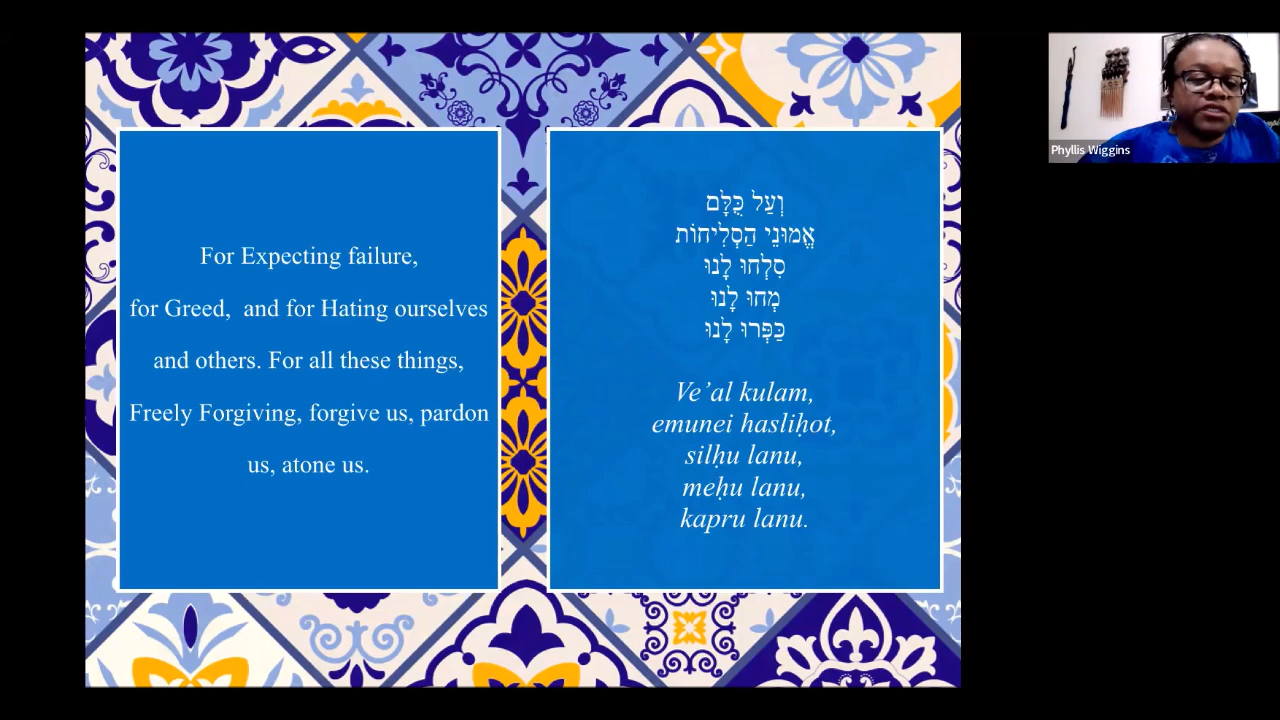 For Expecting failure,
for Greed,  and for Hating ourselves
and others. For all these things,
Freely Forgiving, forgive us, pardon
us, atone us.
וְעַל כֻּלָּם
אֱמוּנֵי הַסְלִיחוֹת
סִלְחוּ לָנוּ
מְחוּ לָנוּ
כַּפְּרוּ לָנוּ
Ve’al kulam,
emunei hasliḥot,
silḥu lanu,
meḥu lanu,
kapru lanu.
Phyllis Wiggins